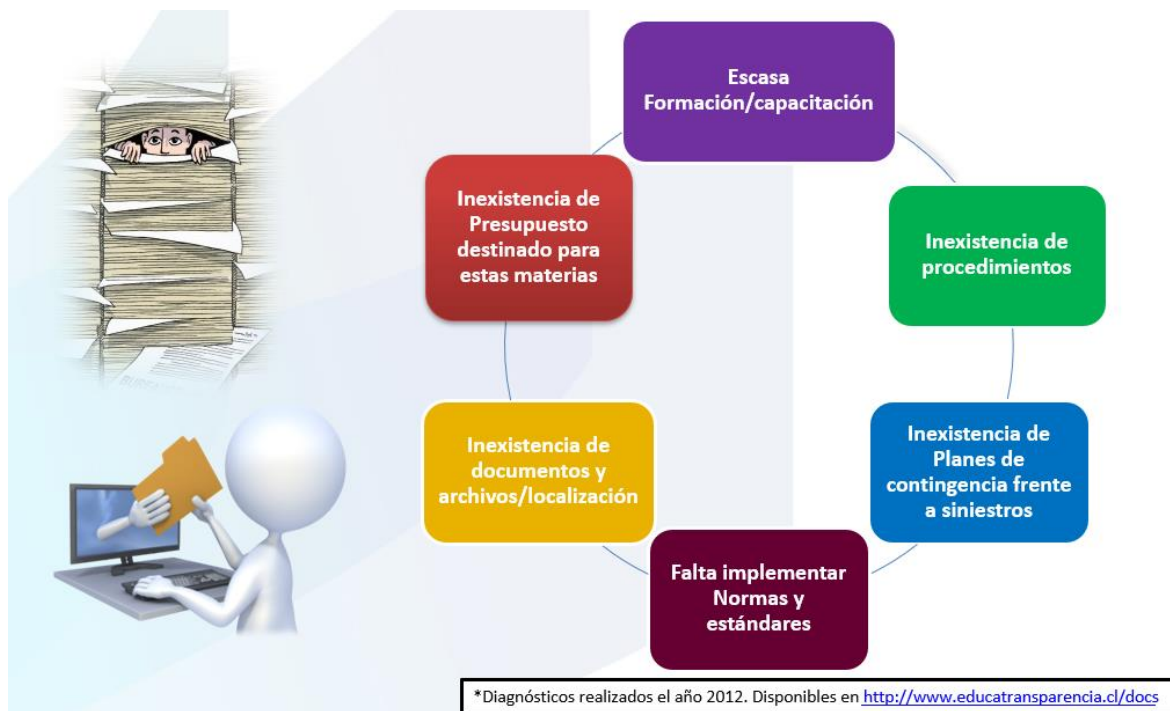 Escasa
Formación/capacitación
Inexistencia de
procedimientos
Inexistencia de
Planes de
contingencia frente
a siniestros
Falta implementar
Normas y
estándares
Inexistencia de
documentos y
archivos/localización
Inexistencia de
Presupuesto
destinado para
estas materias
*Diagnósticos realizados el año 2012. Disponibles en http://www.educatransparencia.cl/docs